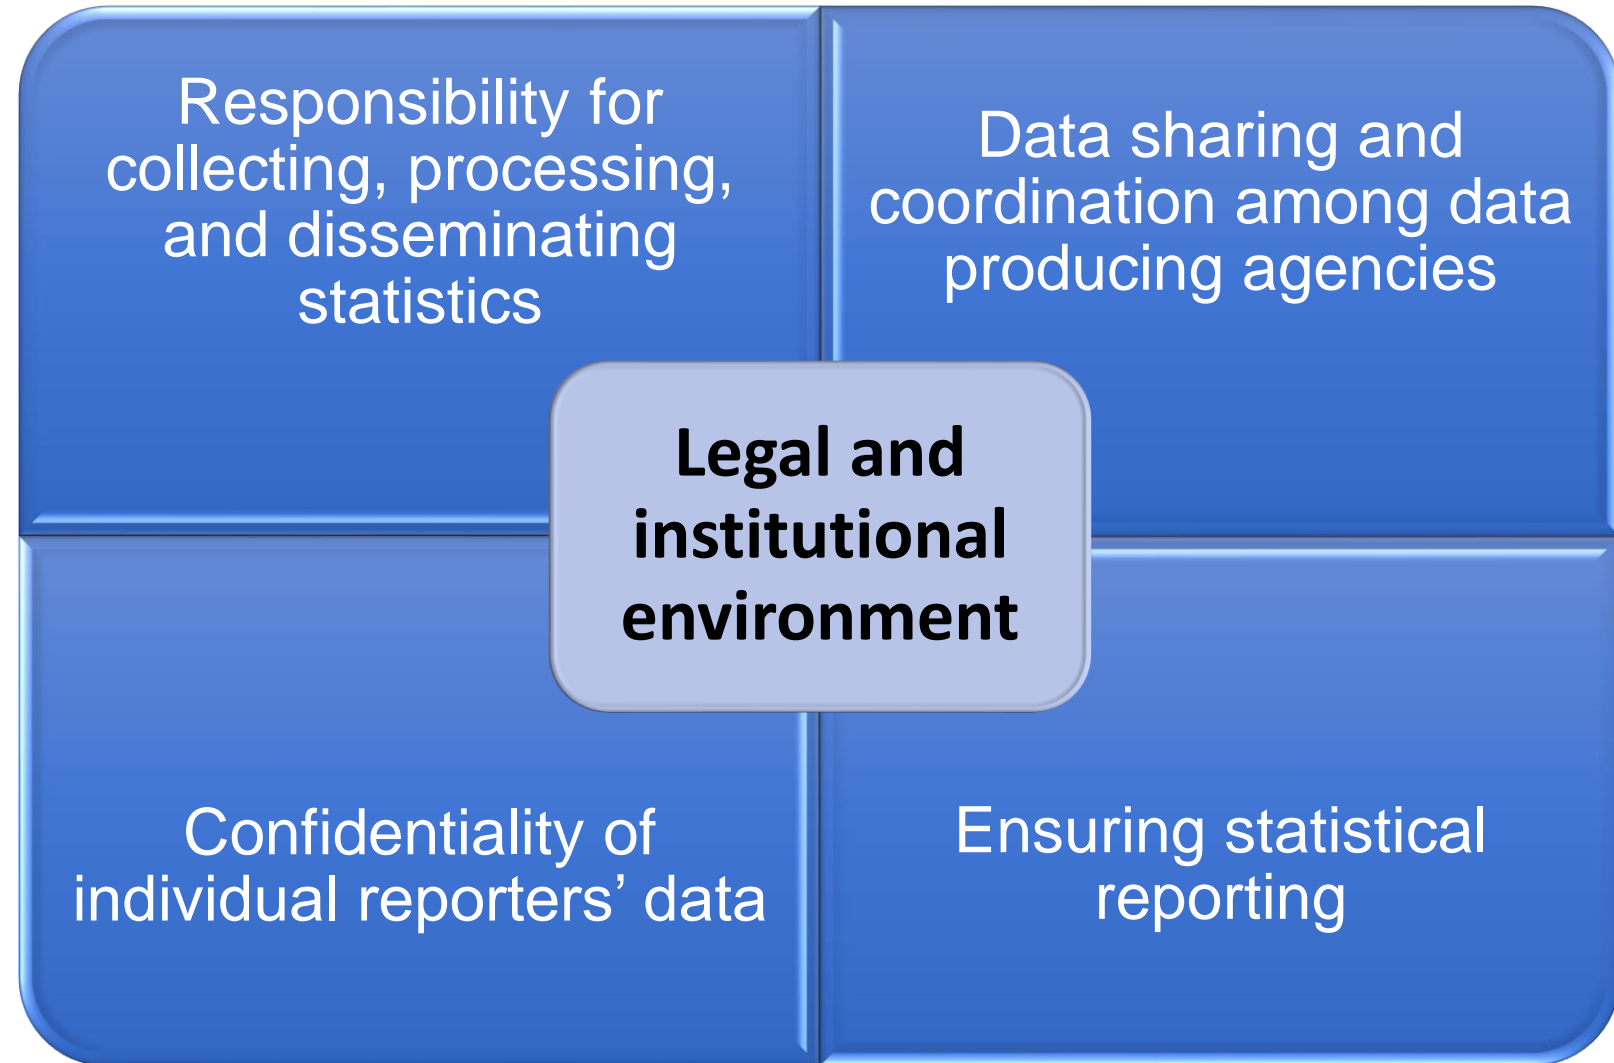 Responsibility for
collecting, processing,
and disseminating
statistics
Data sharing and
coordination among data
producing agencies
Legal and
institutional
environment
Confidentiality of
individual reporters’ data
Ensuring statistical
reporting